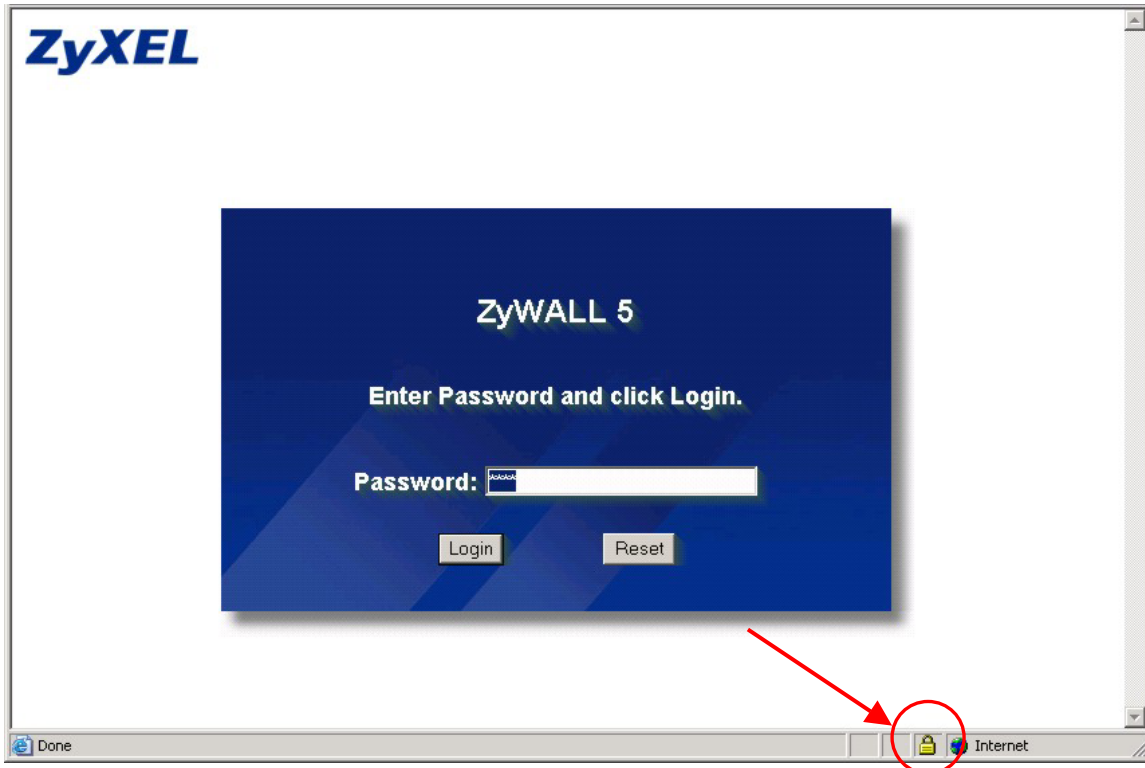 ZyXEL
ZyWALL 5
Enter Password and click Login.
Password: ****
Login Reset
Done Internet